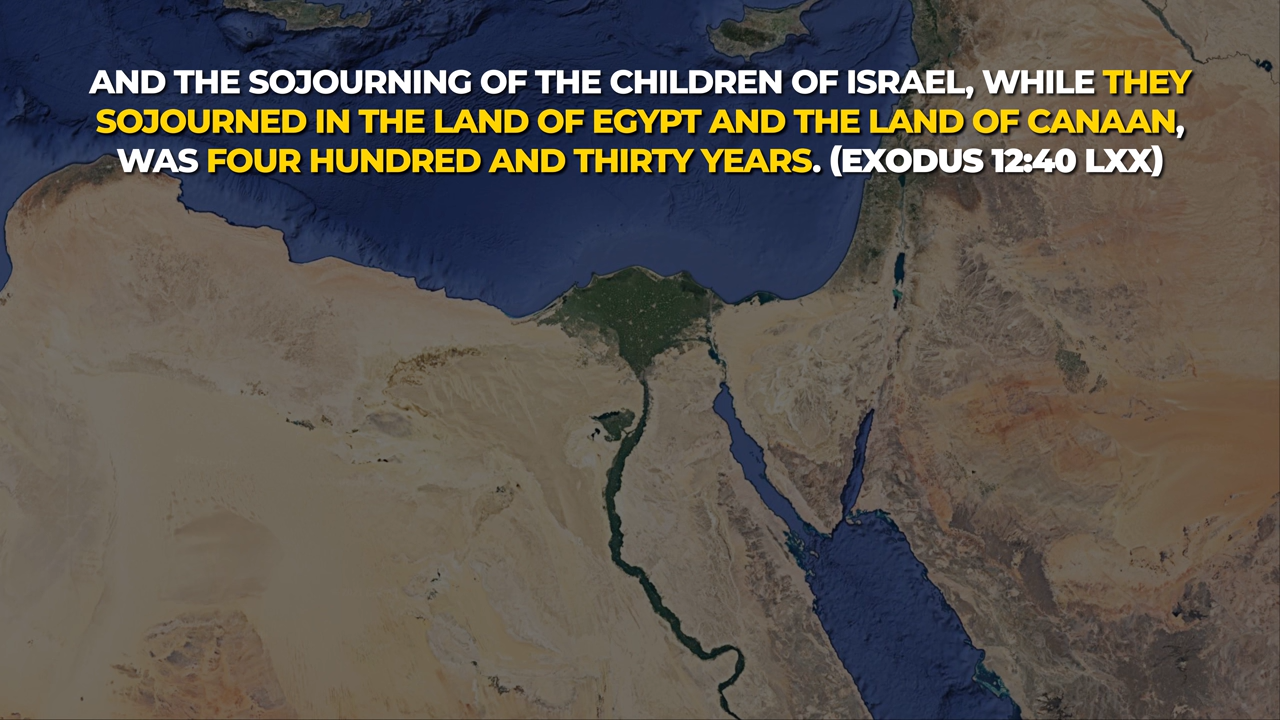 AND THE SOJOURNING OF THE CHILDREN OF ISRAEL, WHILE THEY
SOJOURNED IN THE LAND OF EGYPT AND THE LAND OF CANAAN,
WAS FOUR HUNDRED AND THIRTY YEARS. (EXODUS 12:40 LXX)